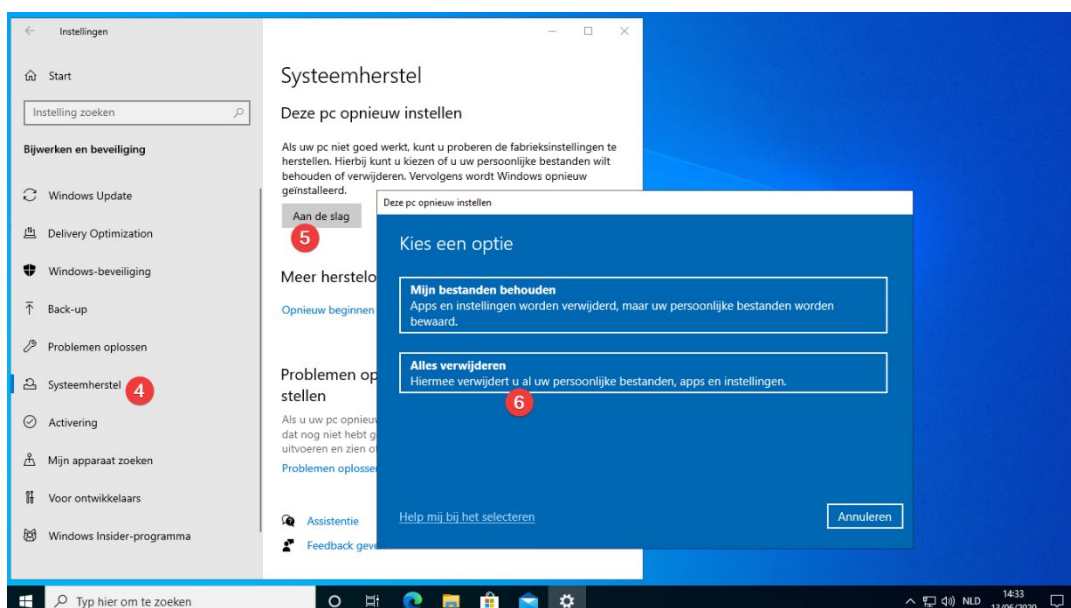 Instellingen
Start
Instelling zoeken
Bijwerken en beveiliging
Windows Update
Delivery Optimization
Windows-beveiliging
Back-up
Problemen oplossen
Systeemherstel
4
Activering
Mijn apparaat zoeken
Voor ontwikkelaars
Windows Insider-programma
Systeemherstel
Deze pc opnieuw instellen
Als uw pc niet goed werkt, kunt u proberen de fabrieksinstellingen te
herstellen. Hierbij kunt u kiezen of u uw persoonlijke bestanden wilt
behouden of verwijderen. Vervolgens wordt Windows opnieuw
geïnstalleerd.
Aan de slag
5
Meer herstelo
Opnieuw beginnen
Problemen op
stellen
Als u uw pc opnieu
dat nog niet hebt g
uitvoeren en zien o
Problemen oplosse
Assistentie
Feedback geve
Deze pc opnieuw instellen
Kies een optie
Mijn bestanden behouden
Apps en instellingen worden verwijderd, maar uw persoonlijke bestanden worden
bewaard.
Alles verwijderen
Hiermee verwijdert u al uw persoonlijke bestanden, apps en instellingen.
6
Help mij bij het selecteren
Annuleren
Typ hier om te zoeken
NLD
14:33
13/06/2020